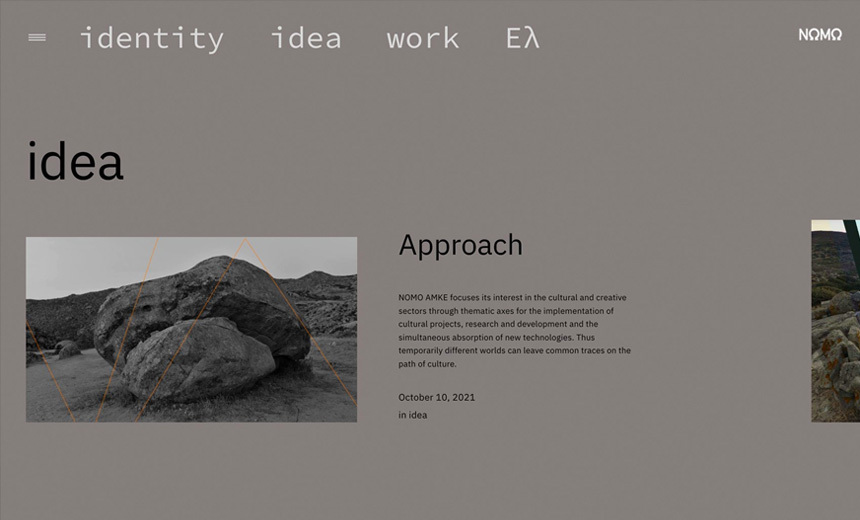 identity idea work Ελ NΩMΩ
idea
Approach
NOMO AMKE focuses its interest in the cultural and creative
sectors through thematic axes for the implementation of
cultural projects, research and development and the
simultaneous absorption of new technologies. Thus
temporarily different worlds can leave common traces on the
path of culture.
October 10, 2021
in idea